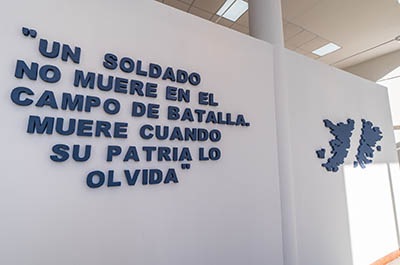 "UN SOLDADO
NO MUERE EN EL
CAMPO DE BATALLA.
MUERE CUANDO
SU PATRIA LO
OLVIDA"